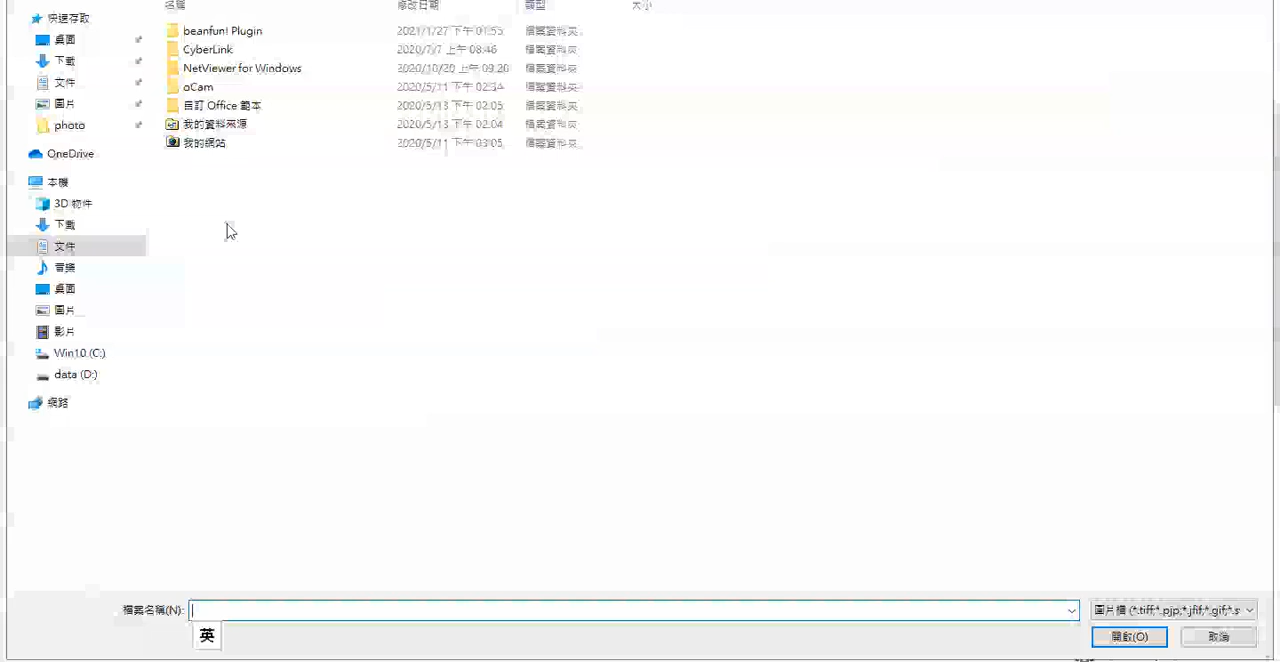 名稱 修改日期 類型 大小
快速存取
桌面
下載
文件
圖片
photo
OneDrive
本機
3D 物件
下載
文件
音樂
桌面
圖片
影片
Win10 (C:)
data (D:)
網路
beanfun! Plugin 2021/1/27 下午 01:55 檔案資料夾
CyberLink 2020/7/7 上午 08:46 檔案資料夾
NetViewer for Windows 2020/10/20 上午 09:20 檔案資料夾
oCam 2020/5/11 下午 02:34 檔案資料夾
自訂 Office 範本 2020/5/13 下午 02:05 檔案資料夾
我的資料來源 2020/5/13 下午 02:04 檔案資料夾
我的網站 2020/5/11 下午 03:05 檔案資料夾
檔案名稱(N): 圖片檔 (*.tiff;*.pjp;*.jfif;*.gif;*.s
英
開啟(O) 取消